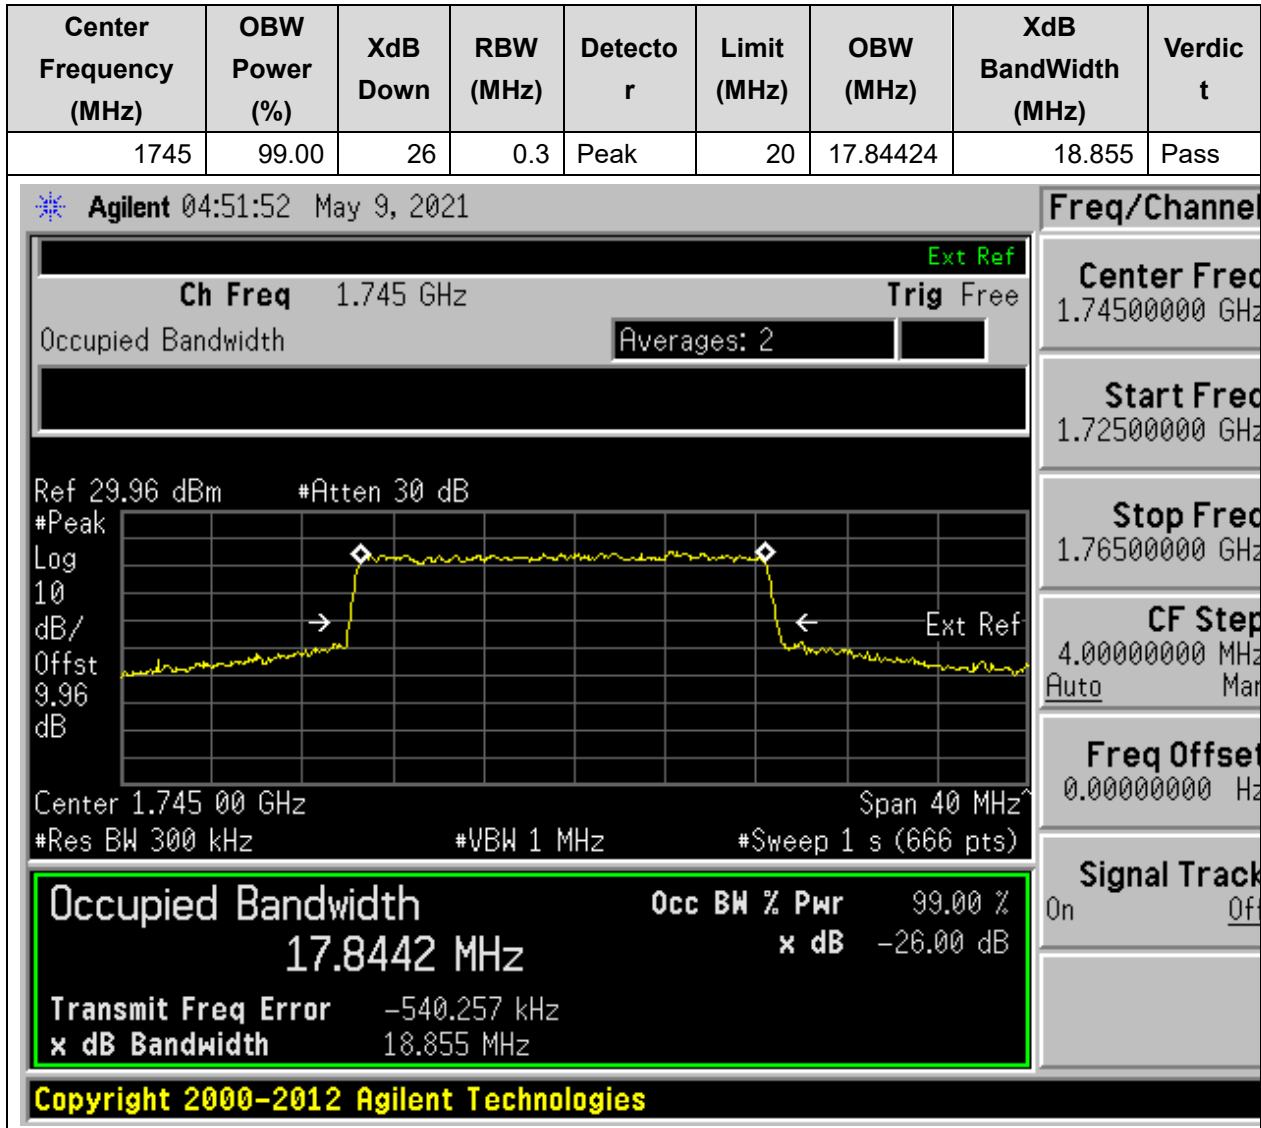 Center Frequency (MHz) OBW Power (%) XdB Down RBW (MHz) Detecto r Limit (MHz) OBW (MHz) XdB BandWidth (MHz) Verdic t
1745 99.00 26 0.3 Peak 20 17.84424 18.855 Pass
Agilent 04:51:52 May 9, 2021
Freq/Channel
Ext Ref
Ch Freq 1.745 GHz Trig Free
Occupied Bandwidth Averages: 2
Center Freq
1.74500000 GHz
Start Freq
1.72500000 GHz
Stop Freq
1.76500000 GHz
CF Step
4.00000000 MHz
Auto Man
Freq Offset
0.00000000 Hz
Signal Track
On Off
Ref 29.96 dBm #Atten 30 dB
#Peak
Log
10
dB/
Offst
9.96
dB
Ext Ref
Center 1.745 00 GHz Span 40 MHz^
#Res BW 300 kHz #VBW 1 MHz #Sweep 1 s (666 pts)
Occupied Bandwidth Occ BW % Pwr 99.00 %
17.8442 MHz x dB -26.00 dB
Transmit Freq Error -540.257 kHz
x dB Bandwidth 18.855 MHz
Copyright 2000-2012 Agilent Technologies